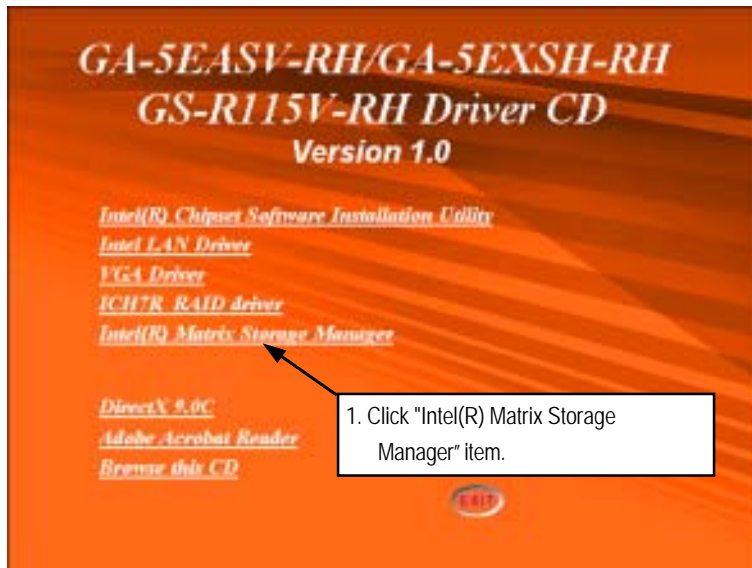 GA-5EASV-RH/GA-5EXSH-RH
GS-R115V-RH Driver CD
Version 1.0
Intel(R) Chipset Software Installation Utility
Intel LAN Driver
VGA Driver
ICH7R RAID driver
Intel(R) Matrix Storage Manager
DirectX 9.0C
Adobe Acrobat Reader
Browse this CD
1. Click "Intel(R) Matrix Storage
Manager" item.
EXIT